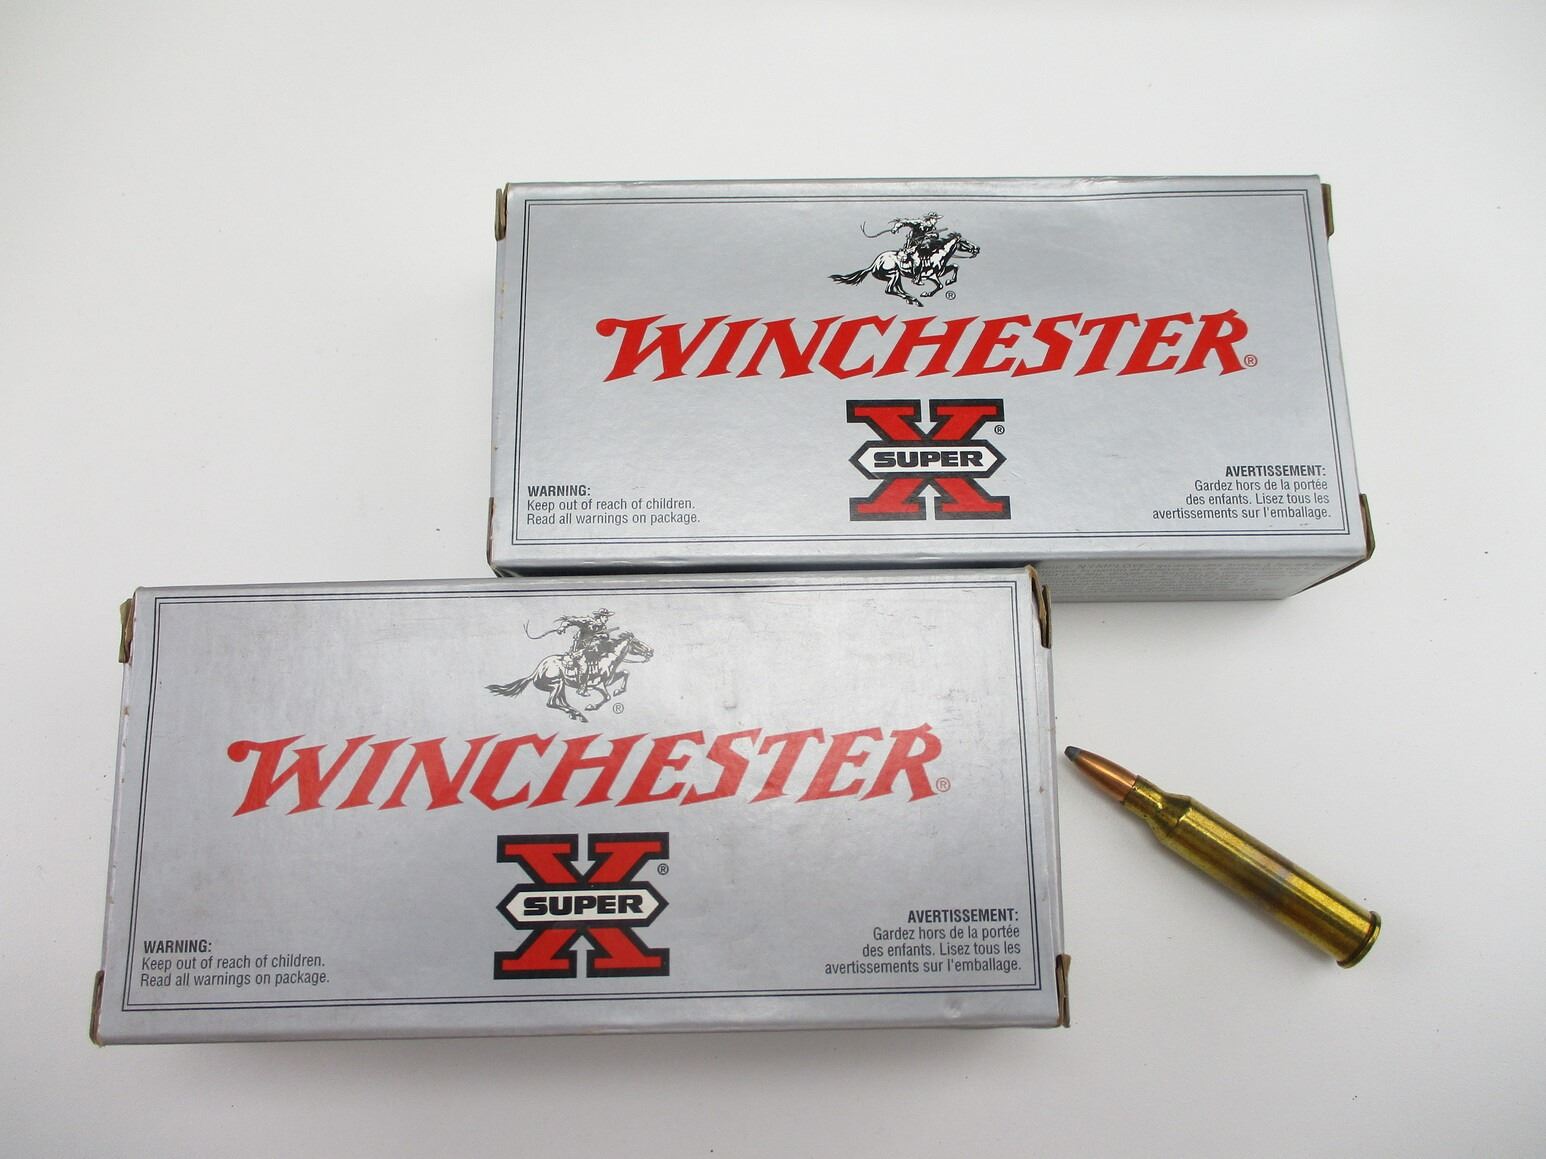 WINCHESTER®
X®
SUPER
WARNING:
Keep out of reach of children.
Read all warnings on package.
AVERTISSEMENT:
Gardez hors de la portée
des enfants. Lisez tous les
avertissements sur l'emballage.
WINCHESTER®
X®
SUPER
WARNING:
Keep out of reach of children.
Read all warnings on package.
AVERTISSEMENT:
Gardez hors de la portée
des enfants. Lisez tous les
avertissements sur l'emballage.